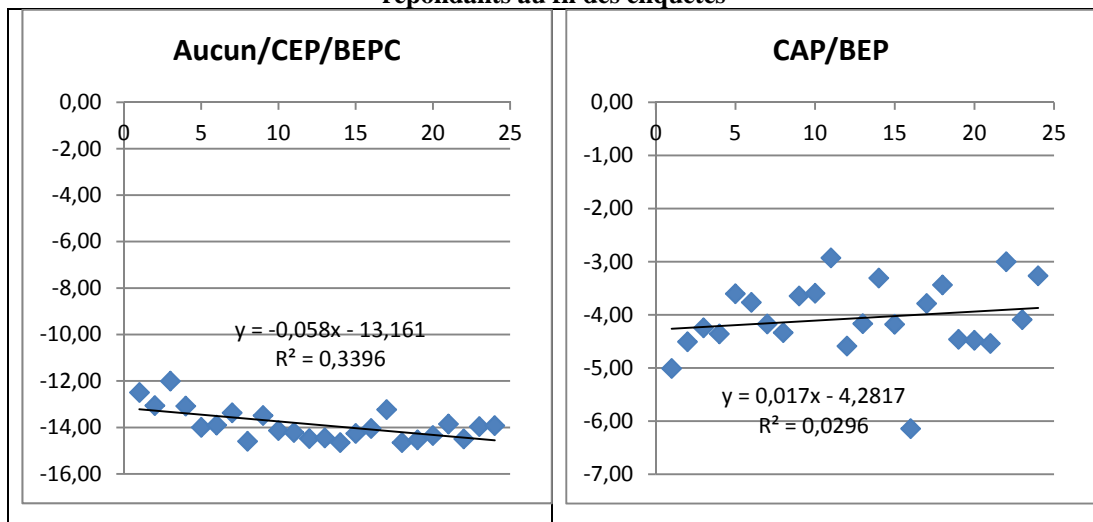 répondants au fil des enquêtes
Aucun/CEP/BEPC
0,00
0 5 10 15 20 25
-2,00
-4,00
-6,00
-8,00
-10,00
y = -0,058x - 13,161
R² = 0,3396
-12,00
-14,00
-16,00
CAP/BEP
0,00
0 5 10 15 20 25
-1,00
-2,00
-3,00
-4,00
-5,00
y = 0,017x - 4,2817
R² = 0,0296
-6,00
-7,00